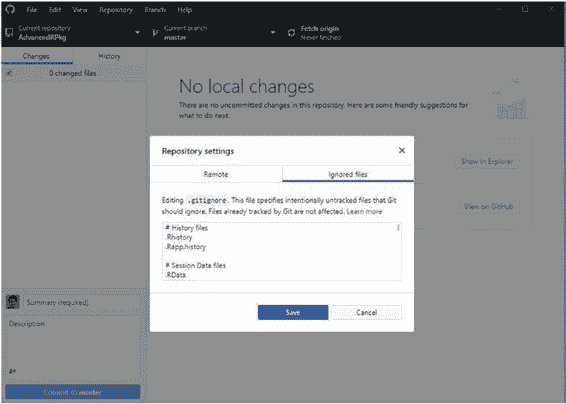 File Edit View Repository Branch Help
Current repository
AdvancedRPkg
Current branch
master
Fetch origin
Never fetched
Changes
History
0 changed files
No local changes
There are no uncommitted changes in this repository. Here are some friendly suggestions for
what to do next.
Show in Explorer
View on GitHub
Repository settings
Remote
Ignored files
Editing .gitignore. This file specifies intentionally untracked files that Git
should ignore. Files already tracked by Git are not affected. Learn more
# History files
.Rhistory
.Rapp.history
# Session Data files
.RData
Save
Cancel
Summary (required)
Description
Commit to master